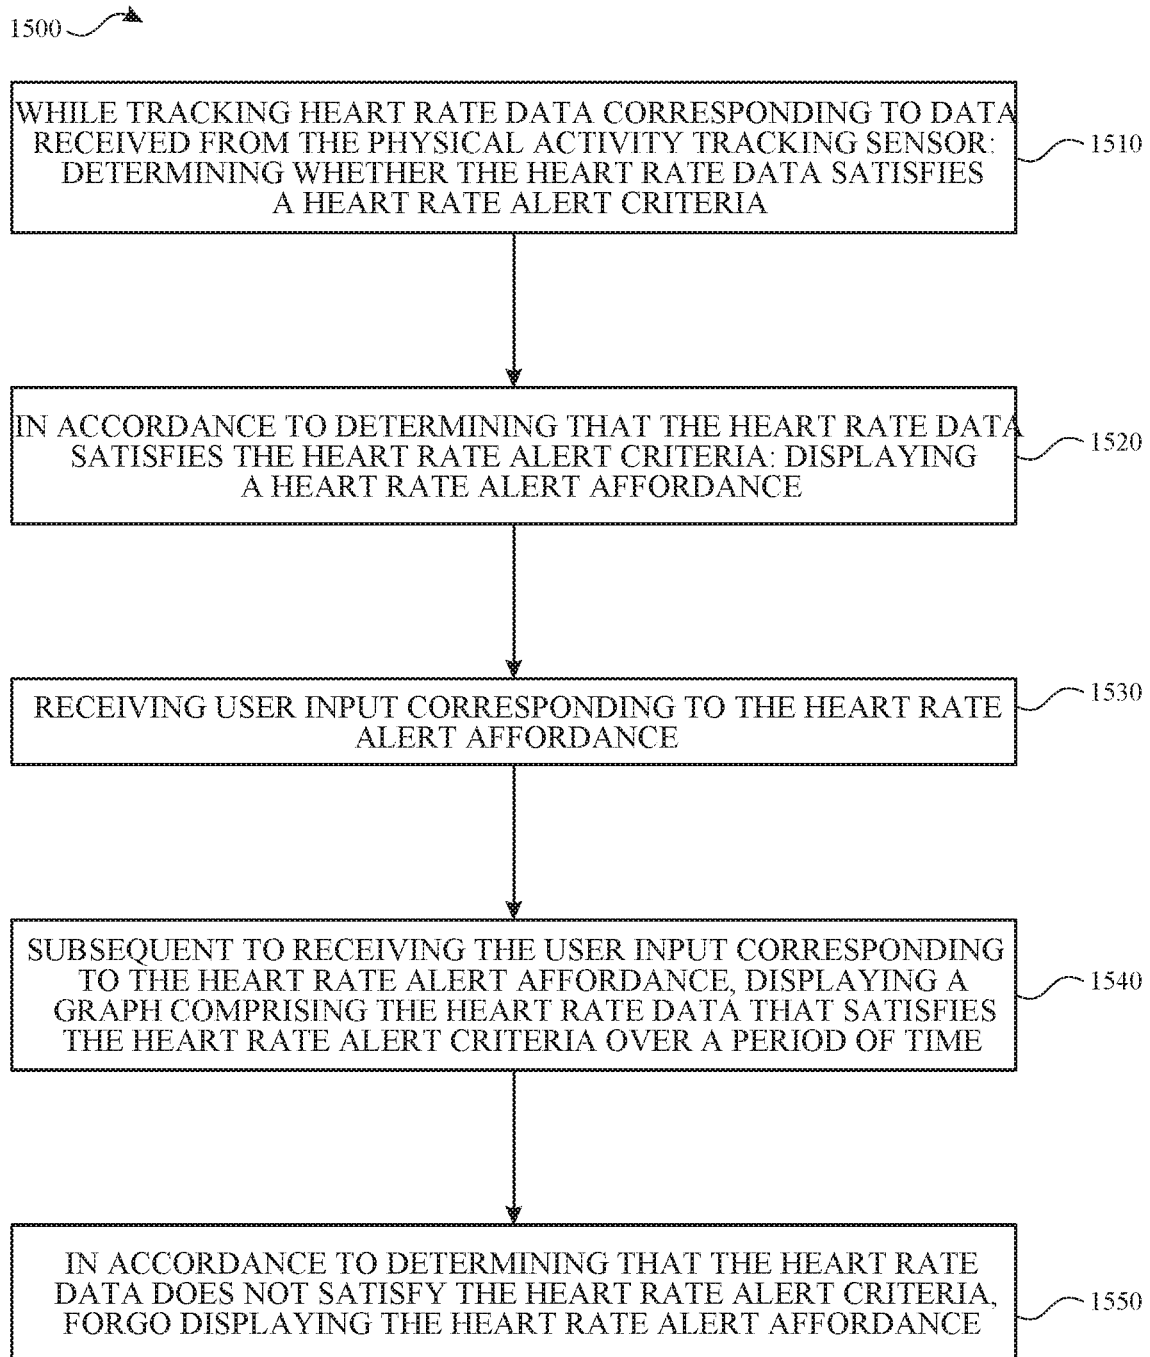 1500
WHILE TRACKING HEART RATE DATA CORRESPONDING TO DATA
RECEIVED FROM THE PHYSICAL ACTIVITY TRACKING SENSOR:
DETERMINING WHETHER THE HEART RATE DATA SATISFIES
A HEART RATE ALERT CRITERIA
1510
IN ACCORDANCE TO DETERMINING THAT THE HEART RATE DATA
SATISFIES THE HEART RATE ALERT CRITERIA: DISPLAYING
A HEART RATE ALERT AFFORDANCE
1520
RECEIVING USER INPUT CORRESPONDING TO THE HEART RATE
ALERT AFFORDANCE
1530
SUBSEQUENT TO RECEIVING THE USER INPUT CORRESPONDING
TO THE HEART RATE ALERT AFFORDANCE, DISPLAYING A
GRAPH COMPRISING THE HEART RATE DATA THAT SATISFIES
THE HEART RATE ALERT CRITERIA OVER A PERIOD OF TIME
1540
IN ACCORDANCE TO DETERMINING THAT THE HEART RATE
DATA DOES NOT SATISFY THE HEART RATE ALERT CRITERIA,
FORGO DISPLAYING THE HEART RATE ALERT AFFORDANCE
1550